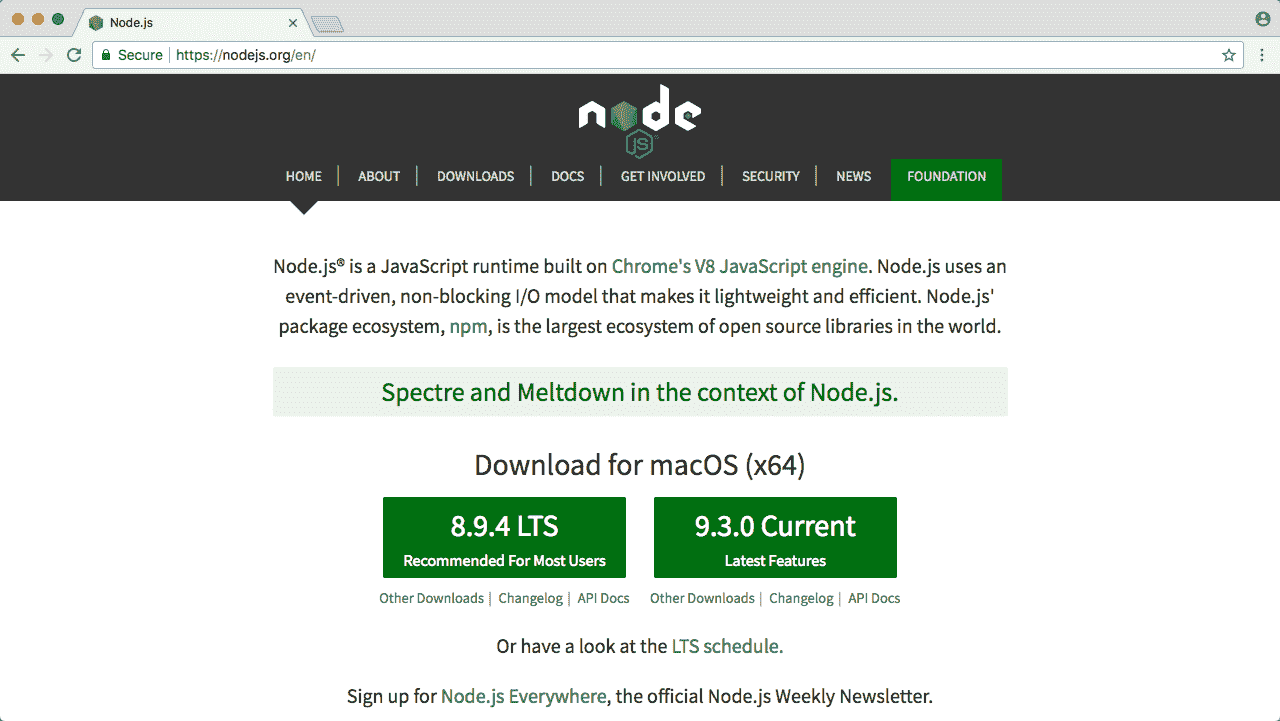 Node.js
Secure https://nodejs.org/en/
node
JS
HOME ABOUT DOWNLOADS DOCS GET INVOLVED SECURITY NEWS FOUNDATION
Node.js® is a JavaScript runtime built on Chrome's V8 JavaScript engine. Node.js uses an
event-driven, non-blocking I/O model that makes it lightweight and efficient. Node.js'
package ecosystem, npm, is the largest ecosystem of open source libraries in the world.
Spectre and Meltdown in the context of Node.js.
Download for macOS (x64)
8.9.4 LTS 9.3.0 Current
Recommended For Most Users Latest Features
Other Downloads | Changelog | API Docs Other Downloads | Changelog | API Docs
Or have a look at the LTS schedule.
Sign up for Node.js Everywhere, the official Node.js Weekly Newsletter.